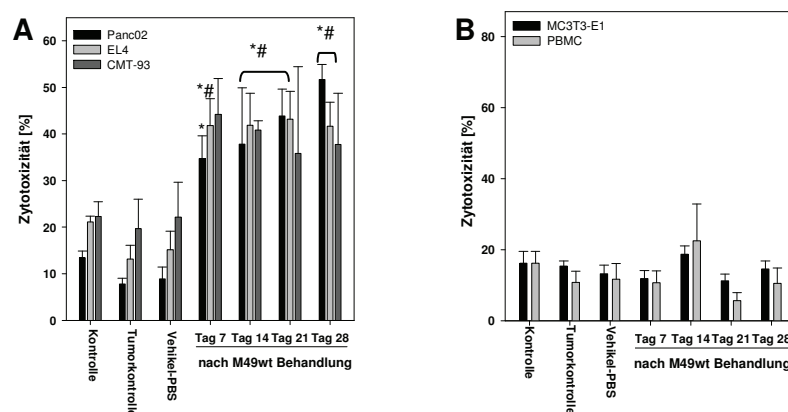 A
Panc02
EL4
CMT-93
*#
*#
*#
*
Zytotoxizität [%]
60
50
40
30
20
10
0
Kontrolle
Tumorkontrolle
Vehikel-PBS
Tag 7 Tag 14 Tag 21 Tag 28
nach M49wt Behandlung
B
MC3T3-E1
PBMC
Zytotoxizität [%]
80
60
40
20
0
Kontrolle
Tumorkontrolle
Vehikel-PBS
Tag 7 Tag 14 Tag 21 Tag 28
nach M49wt Behandlung